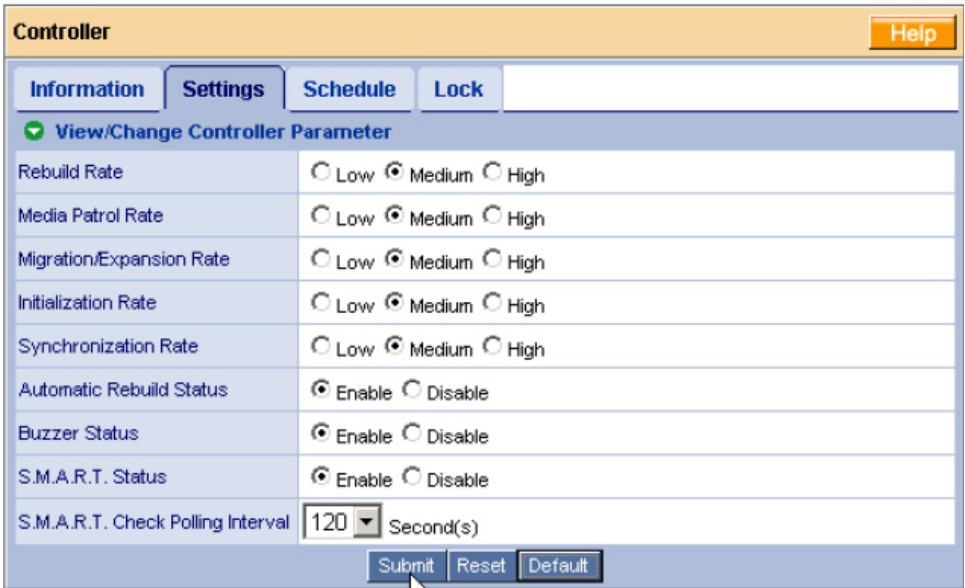 Controller Help
Information Settings Schedule Lock
View/Change Controller Parameter
Rebuild Rate Low Medium High
Media Patrol Rate Low Medium High
Migration/Expansion Rate Low Medium High
Initialization Rate Low Medium High
Synchronization Rate Low Medium High
Automatic Rebuild Status Enable Disable
Buzzer Status Enable Disable
S.M.A.R.T. Status Enable Disable
S.M.A.R.T. Check Polling Interval 120 Second(s)
Submit Reset Default